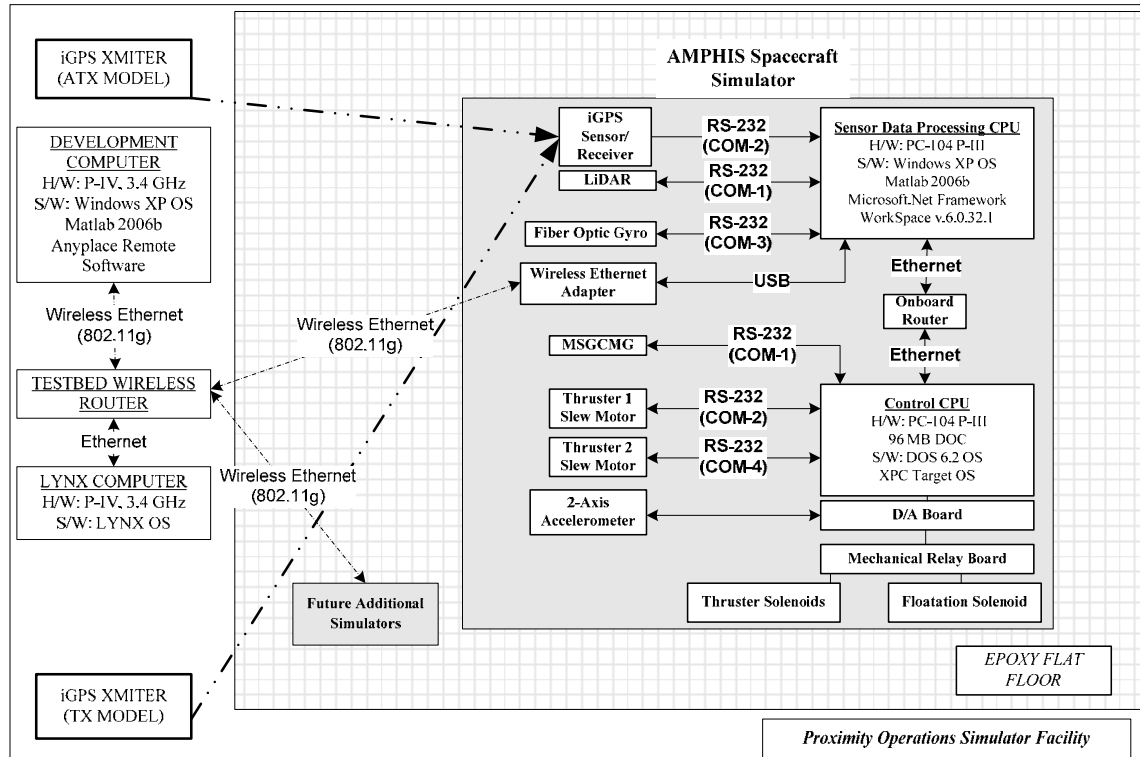 iGPS XMITER
(ATX MODEL)
DEVELOPMENT
COMPUTER
H/W: P-IV, 3.4 GHz
S/W: Windows XP OS
Matlab 2006b
Anyplace Remote
Software
Wireless Ethernet
(802.11g)
TESTBED WIRELESS
ROUTER
Ethernet
LYNX COMPUTER
H/W: P-IV, 3.4 GHz
S/W: LYNX OS
iGPS XMITER
(TX MODEL)
Wireless Ethernet
(802.11g)
Wireless Ethernet
(802.11g)
Future Additional
Simulators
AMPHIS Spacecraft
Simulator
iGPS
Sensor/
Receiver
RS-232
(COM-2)
LiDAR
RS-232
(COM-1)
Fiber Optic Gyro
RS-232
(COM-3)
Wireless Ethernet
Adapter
USB
Sensor Data Processing CPU
H/W: PC-104 P-III
S/W: Windows XP OS
Matlab 2006b
Microsoft.Net Framework
WorkSpace v.6.0.32.1
Ethernet
Onboard
Router
Ethernet
MSGCMG
RS-232
(COM-1)
Thruster 1
Slew Motor
RS-232
(COM-2)
Thruster 2
Slew Motor
RS-232
(COM-4)
2-Axis
Accelerometer
Control CPU
H/W: PC-104 P-III
96 MB DOC
S/W: DOS 6.2 OS
XPC Target OS
D/A Board
Mechanical Relay Board
Thruster Solenoids
Floatation Solenoid
EPOXY FLAT
FLOOR
Proximity Operations Simulator Facility